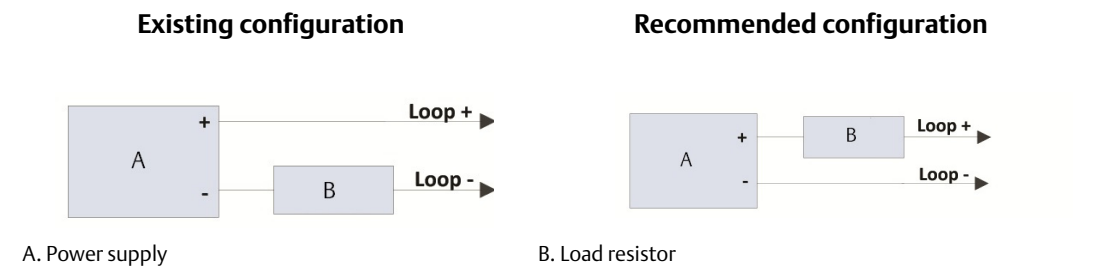 Existing configuration
Recommended configuration
A
+
-
B
Loop +
Loop -
A
+
-
B
Loop +
Loop -
A. Power supply
B. Load resistor